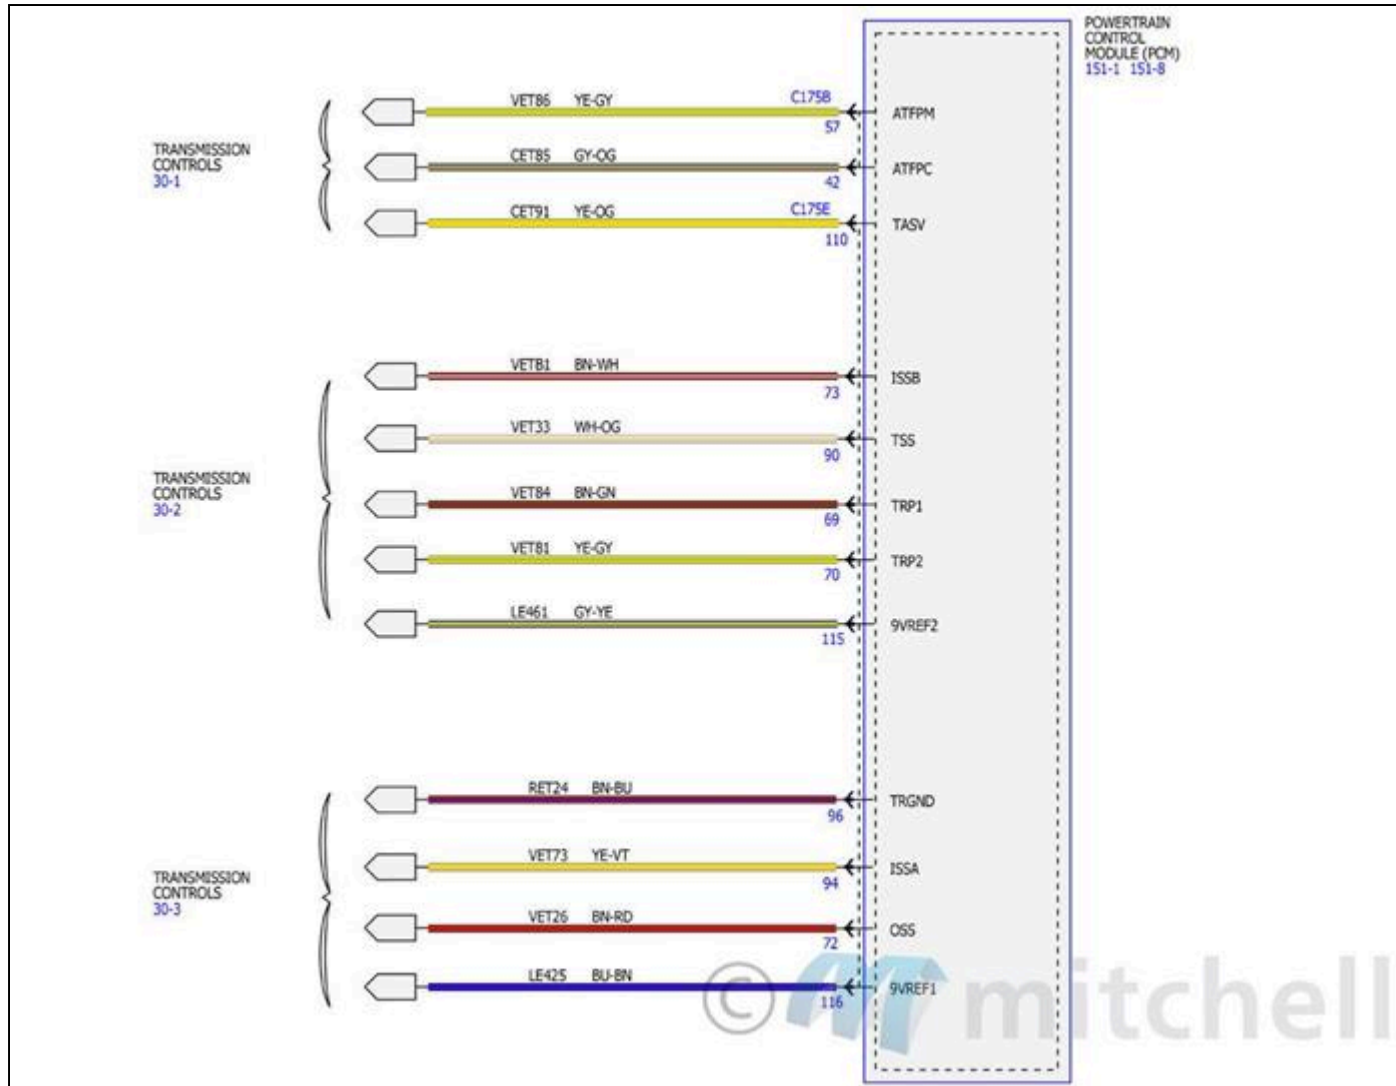 POWERTRAIN
CONTROL
MODULE (PCM)
151-1 151-8
TRANSMISSION
CONTROLS
30-1
VET86 YE-GY C175B
57
ATFPM
CET85 GY-OG
42
ATFPC
CET91 YE-OG C175E
110
TASV
TRANSMISSION
CONTROLS
30-2
VETB1 BN-WH
73
ISSB
VET33 WH-OG
90
TSS
VET84 BN-GN
69
TRP1
VET81 YE-GY
70
TRP2
LE461 GY-YE
115
9VREF2
TRANSMISSION
CONTROLS
30-3
RET24 BN-BU
96
TRGND
VET73 YE-VT
94
ISSA
VET26 BN-RD
72
OSS
LE425 BU-BN
116
9VREF1
© mitchell